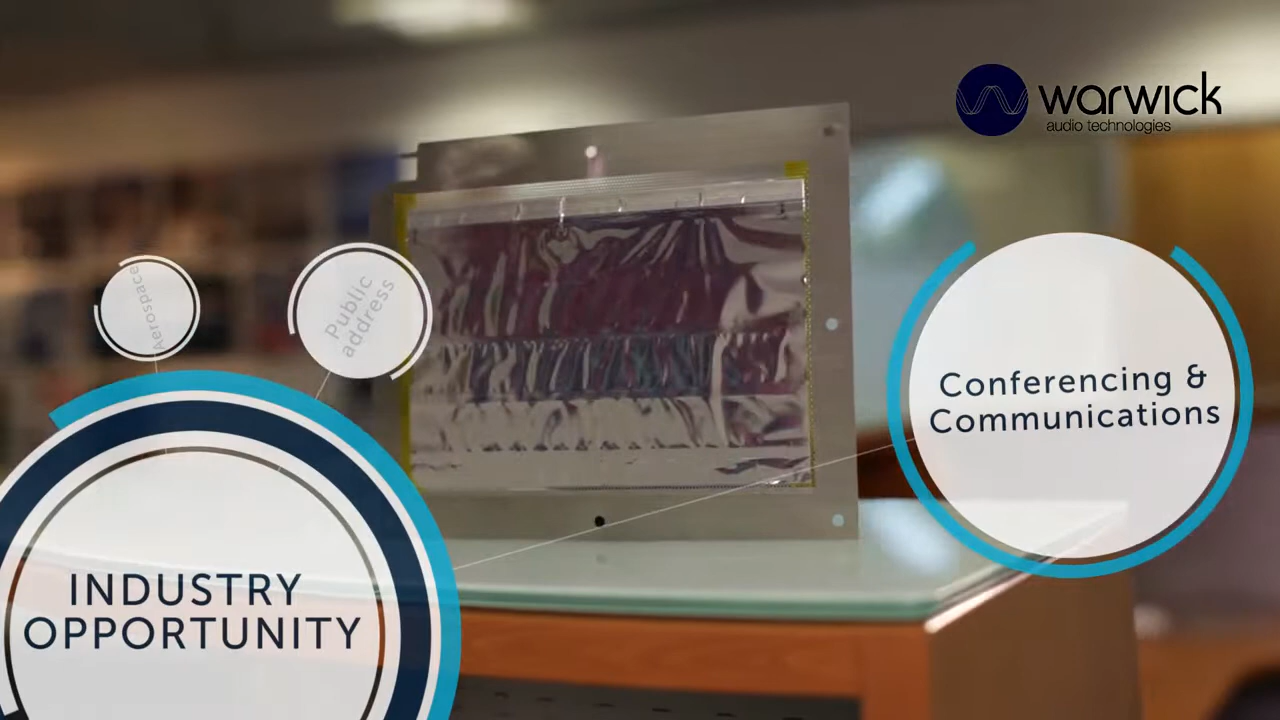 warwick
audio technologies
Aerospace
Public
address
Conferencing &
Communications
INDUSTRY
OPPORTUNITY